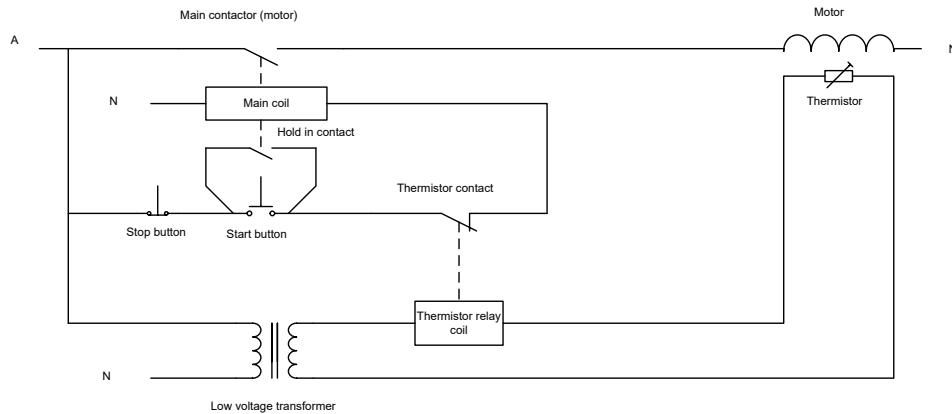 Main contactor (motor)
Motor
A
N
N
Main coil
Thermistor
Hold in contact
Thermistor contact
Stop button
Start button
Thermistor relay
coil
N
Low voltage transformer